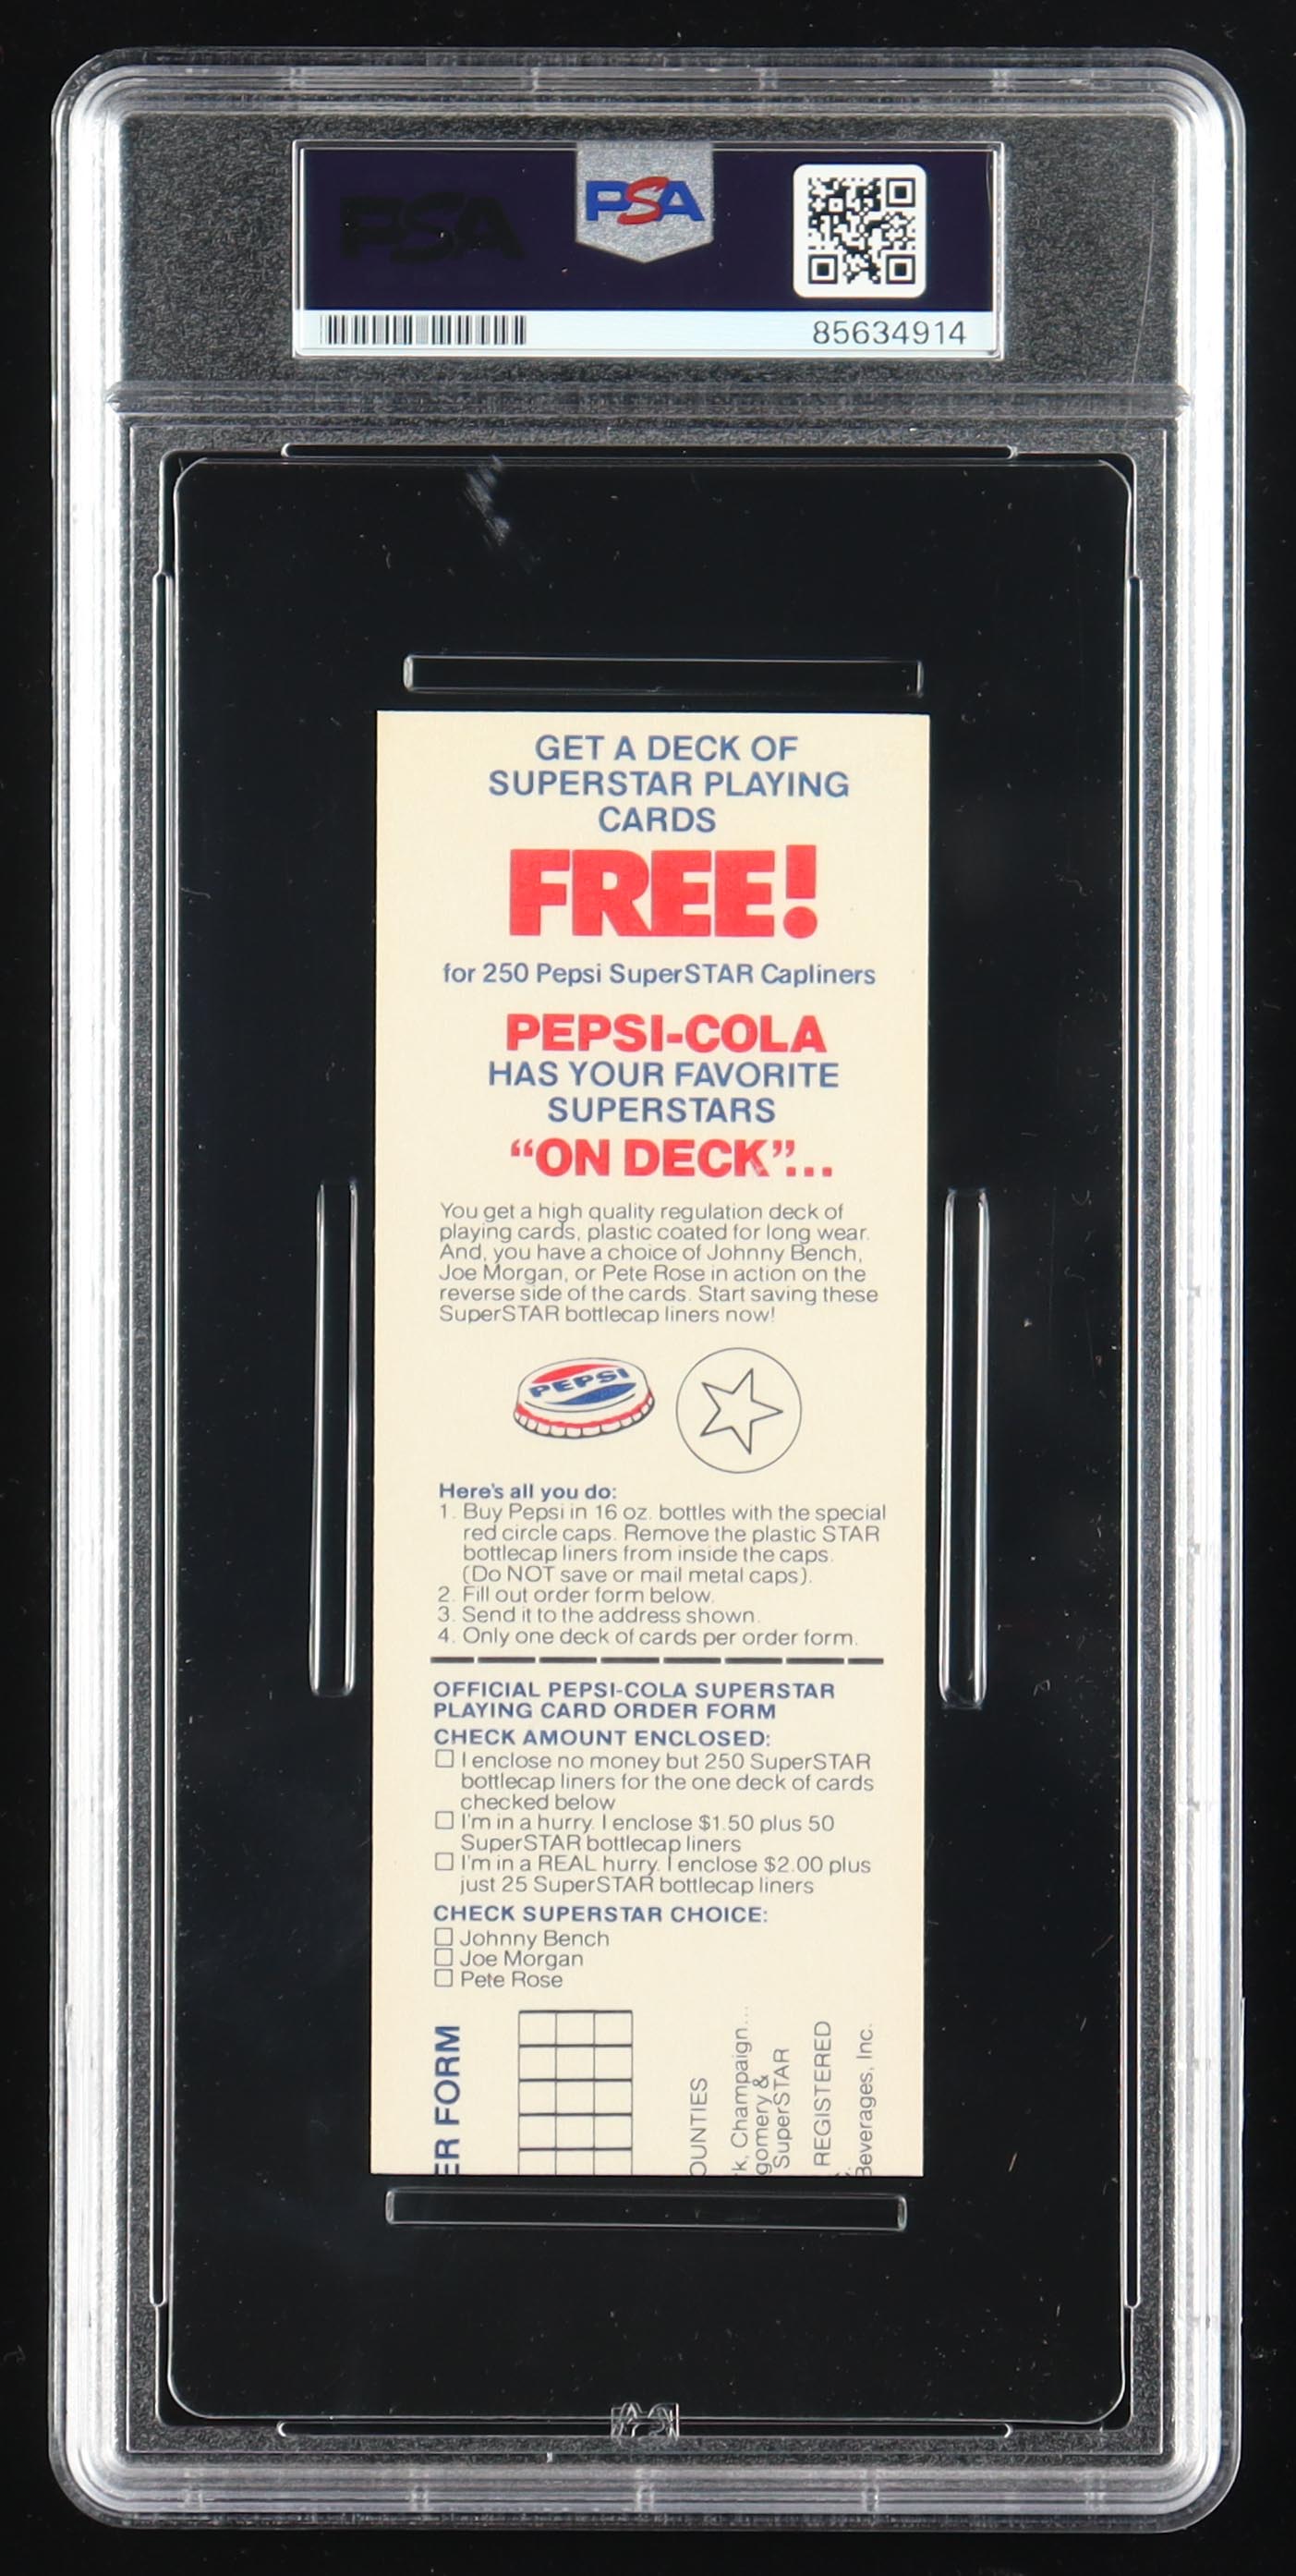 PSA
PSA
85634914
GET A DECK OF
SUPERSTAR PLAYING
CARDS
FREE!
for 250 Pepsi SuperSTAR Capliners
PEPSI-COLA
HAS YOUR FAVORITE
SUPERSTARS
“ON DECK”...
You get a high quality regulation deck of
playing cards, plastic coated for long wear.
And, you have a choice of Johnny Bench,
Joe Morgan, or Pete Rose in action on the
reverse side of the cards. Start saving these
SuperSTAR bottlecap liners now!
PEPSI
Here's all you do:
1. Buy Pepsi in 16 oz. bottles with the special
red circle caps. Remove the plastic STAR
bottlecap liners from inside the caps.
(Do NOT save or mail metal caps).
2. Fill out order form below.
3. Send it to the address shown.
4. Only one deck of cards per order form.
OFFICIAL PEPSI-COLA SUPERSTAR
PLAYING CARD ORDER FORM
CHECK AMOUNT ENCLOSED:
I enclose no money but 250 SuperSTAR
bottlecap liners for the one deck of cards
checked below
I'm in a hurry. I enclose $1.50 plus 50
SuperSTAR bottlecap liners
I'm in a REAL hurry. I enclose $2.00 plus
just 25 SuperSTAR bottlecap liners
CHECK SUPERSTAR CHOICE:
Johnny Bench
Joe Morgan
Pete Rose
ER FORM
OUNTIES
k, Champaign...
gomery &
SuperSTAR
REGISTERED
Beverages, Inc.